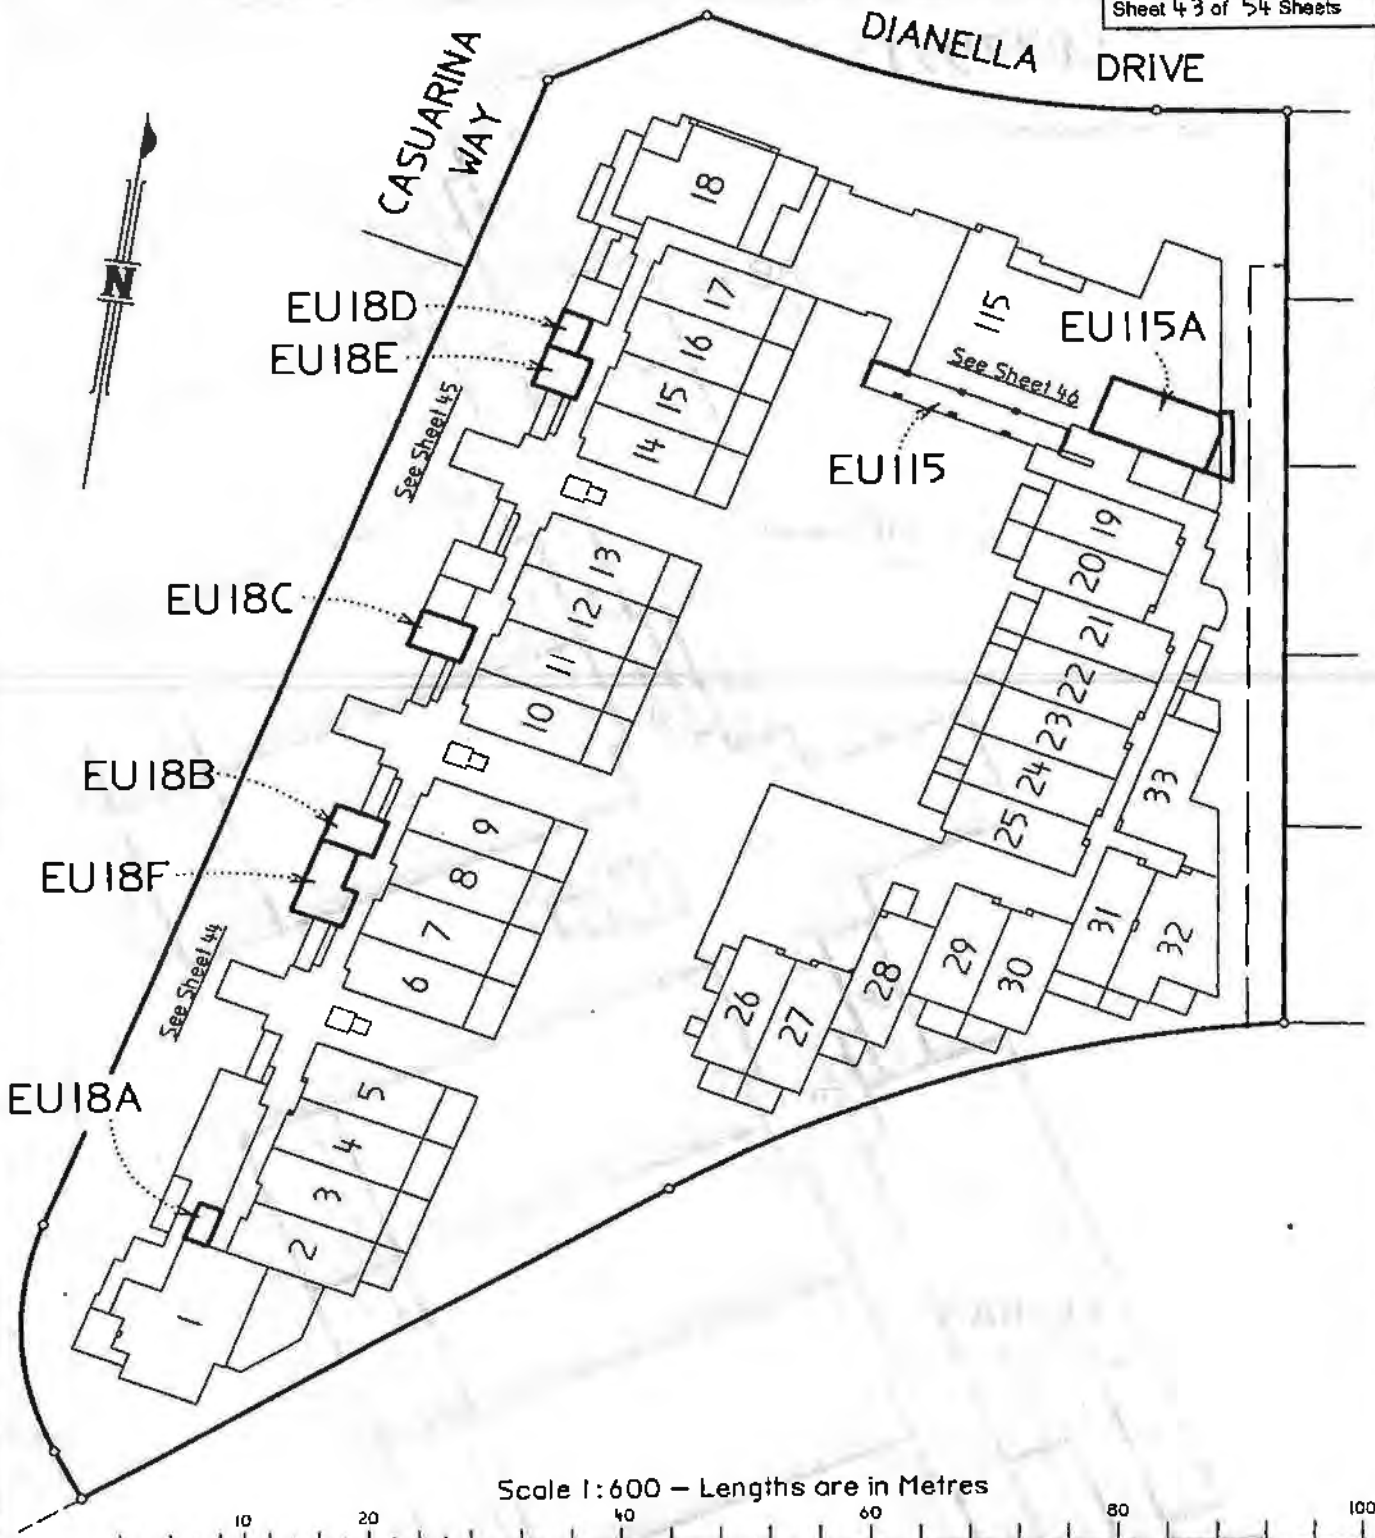 Sheet 43 of 54 Sheets
DIANELLA DRIVE
CASUARINA
WAY
N
18
17
16
15
14
115
EU18D
EU18E
EU115A
See Sheet 46
EU115
See Sheet 45
13
12
11
10
19
20
21
22
23
24
25
33
EU18C
EU18B
EU18F
9
8
7
6
31
32
29
30
28
26
27
See Sheet 44
EU18A
5
4
3
2
1
Scale 1:600 – Lengths are in Metres
10 20 40 60 80 100